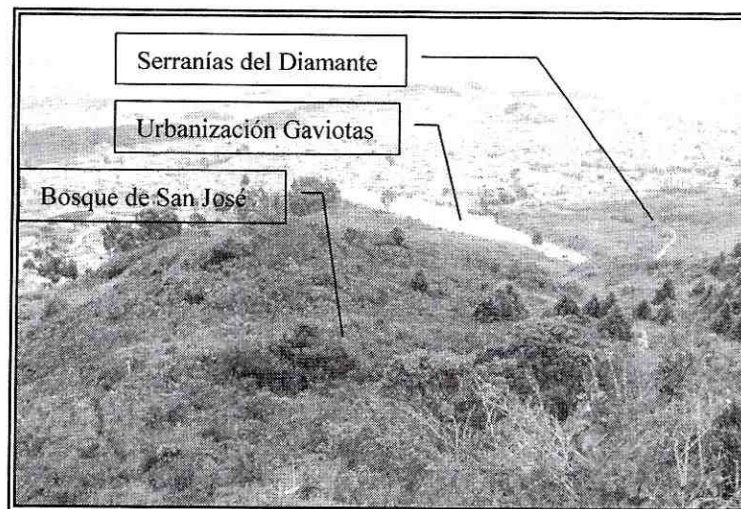 Serranías del Diamante
Urbanización Gaviotas
Bosque de San José